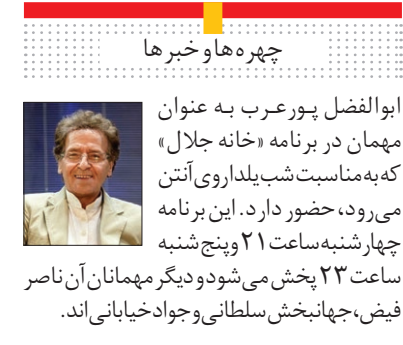 چهره‌ها و خبرها
ابوالفضل پورعرب به عنوان
مهمان در برنامه «خانه جلال»
که به مناسبت شب یلدا روی آنتن
می‌رود، حضور دارد. این برنامه
چهارشنبه ساعت ۲۱ و پنج شنبه
ساعت ۲۳ پخش می‌شود و دیگر مهمانان آن ناصر
فیض، جهانبخش سلطانی و جواد خیابانی‌اند.